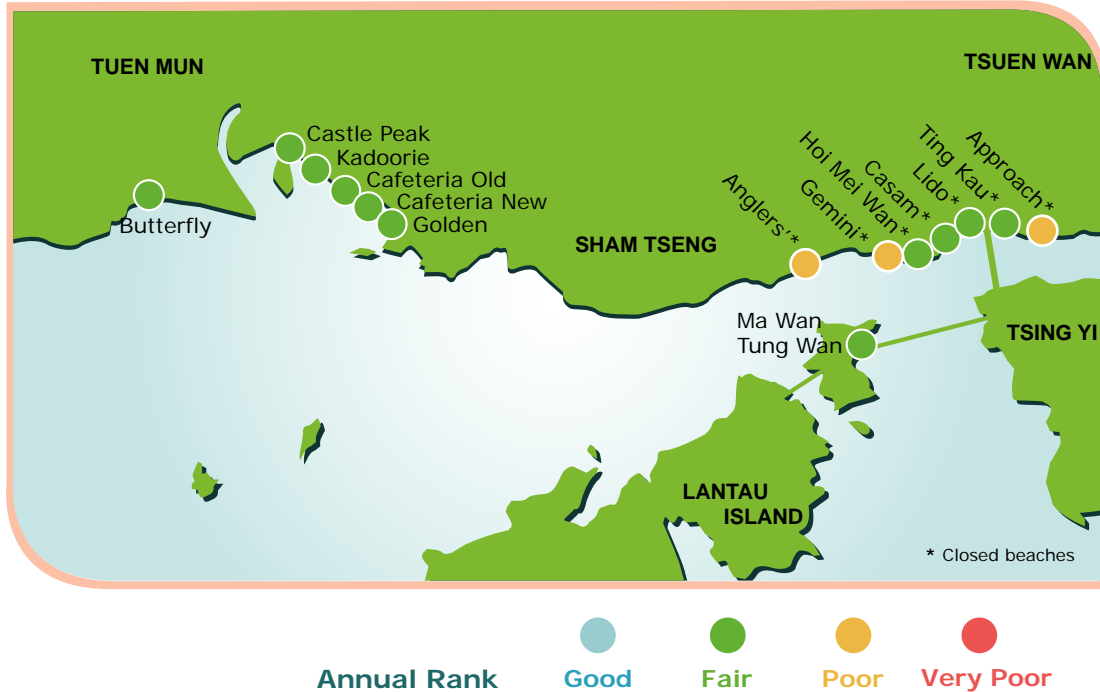 TUEN MUN
TSUEN WAN
Castle Peak
Kadoorie
Cafeteria Old
Cafeteria New
Golden
Butterfly
SHAM TSENG
Anglers’*
Gemini*
Hoi Mei Wan*
Casam*
Lido*
Ting Kau*
Approach*
Ma Wan
Tung Wan
TSING YI
LANTAU
ISLAND
* Closed beaches
Annual Rank
Good
Fair
Poor
Very Poor